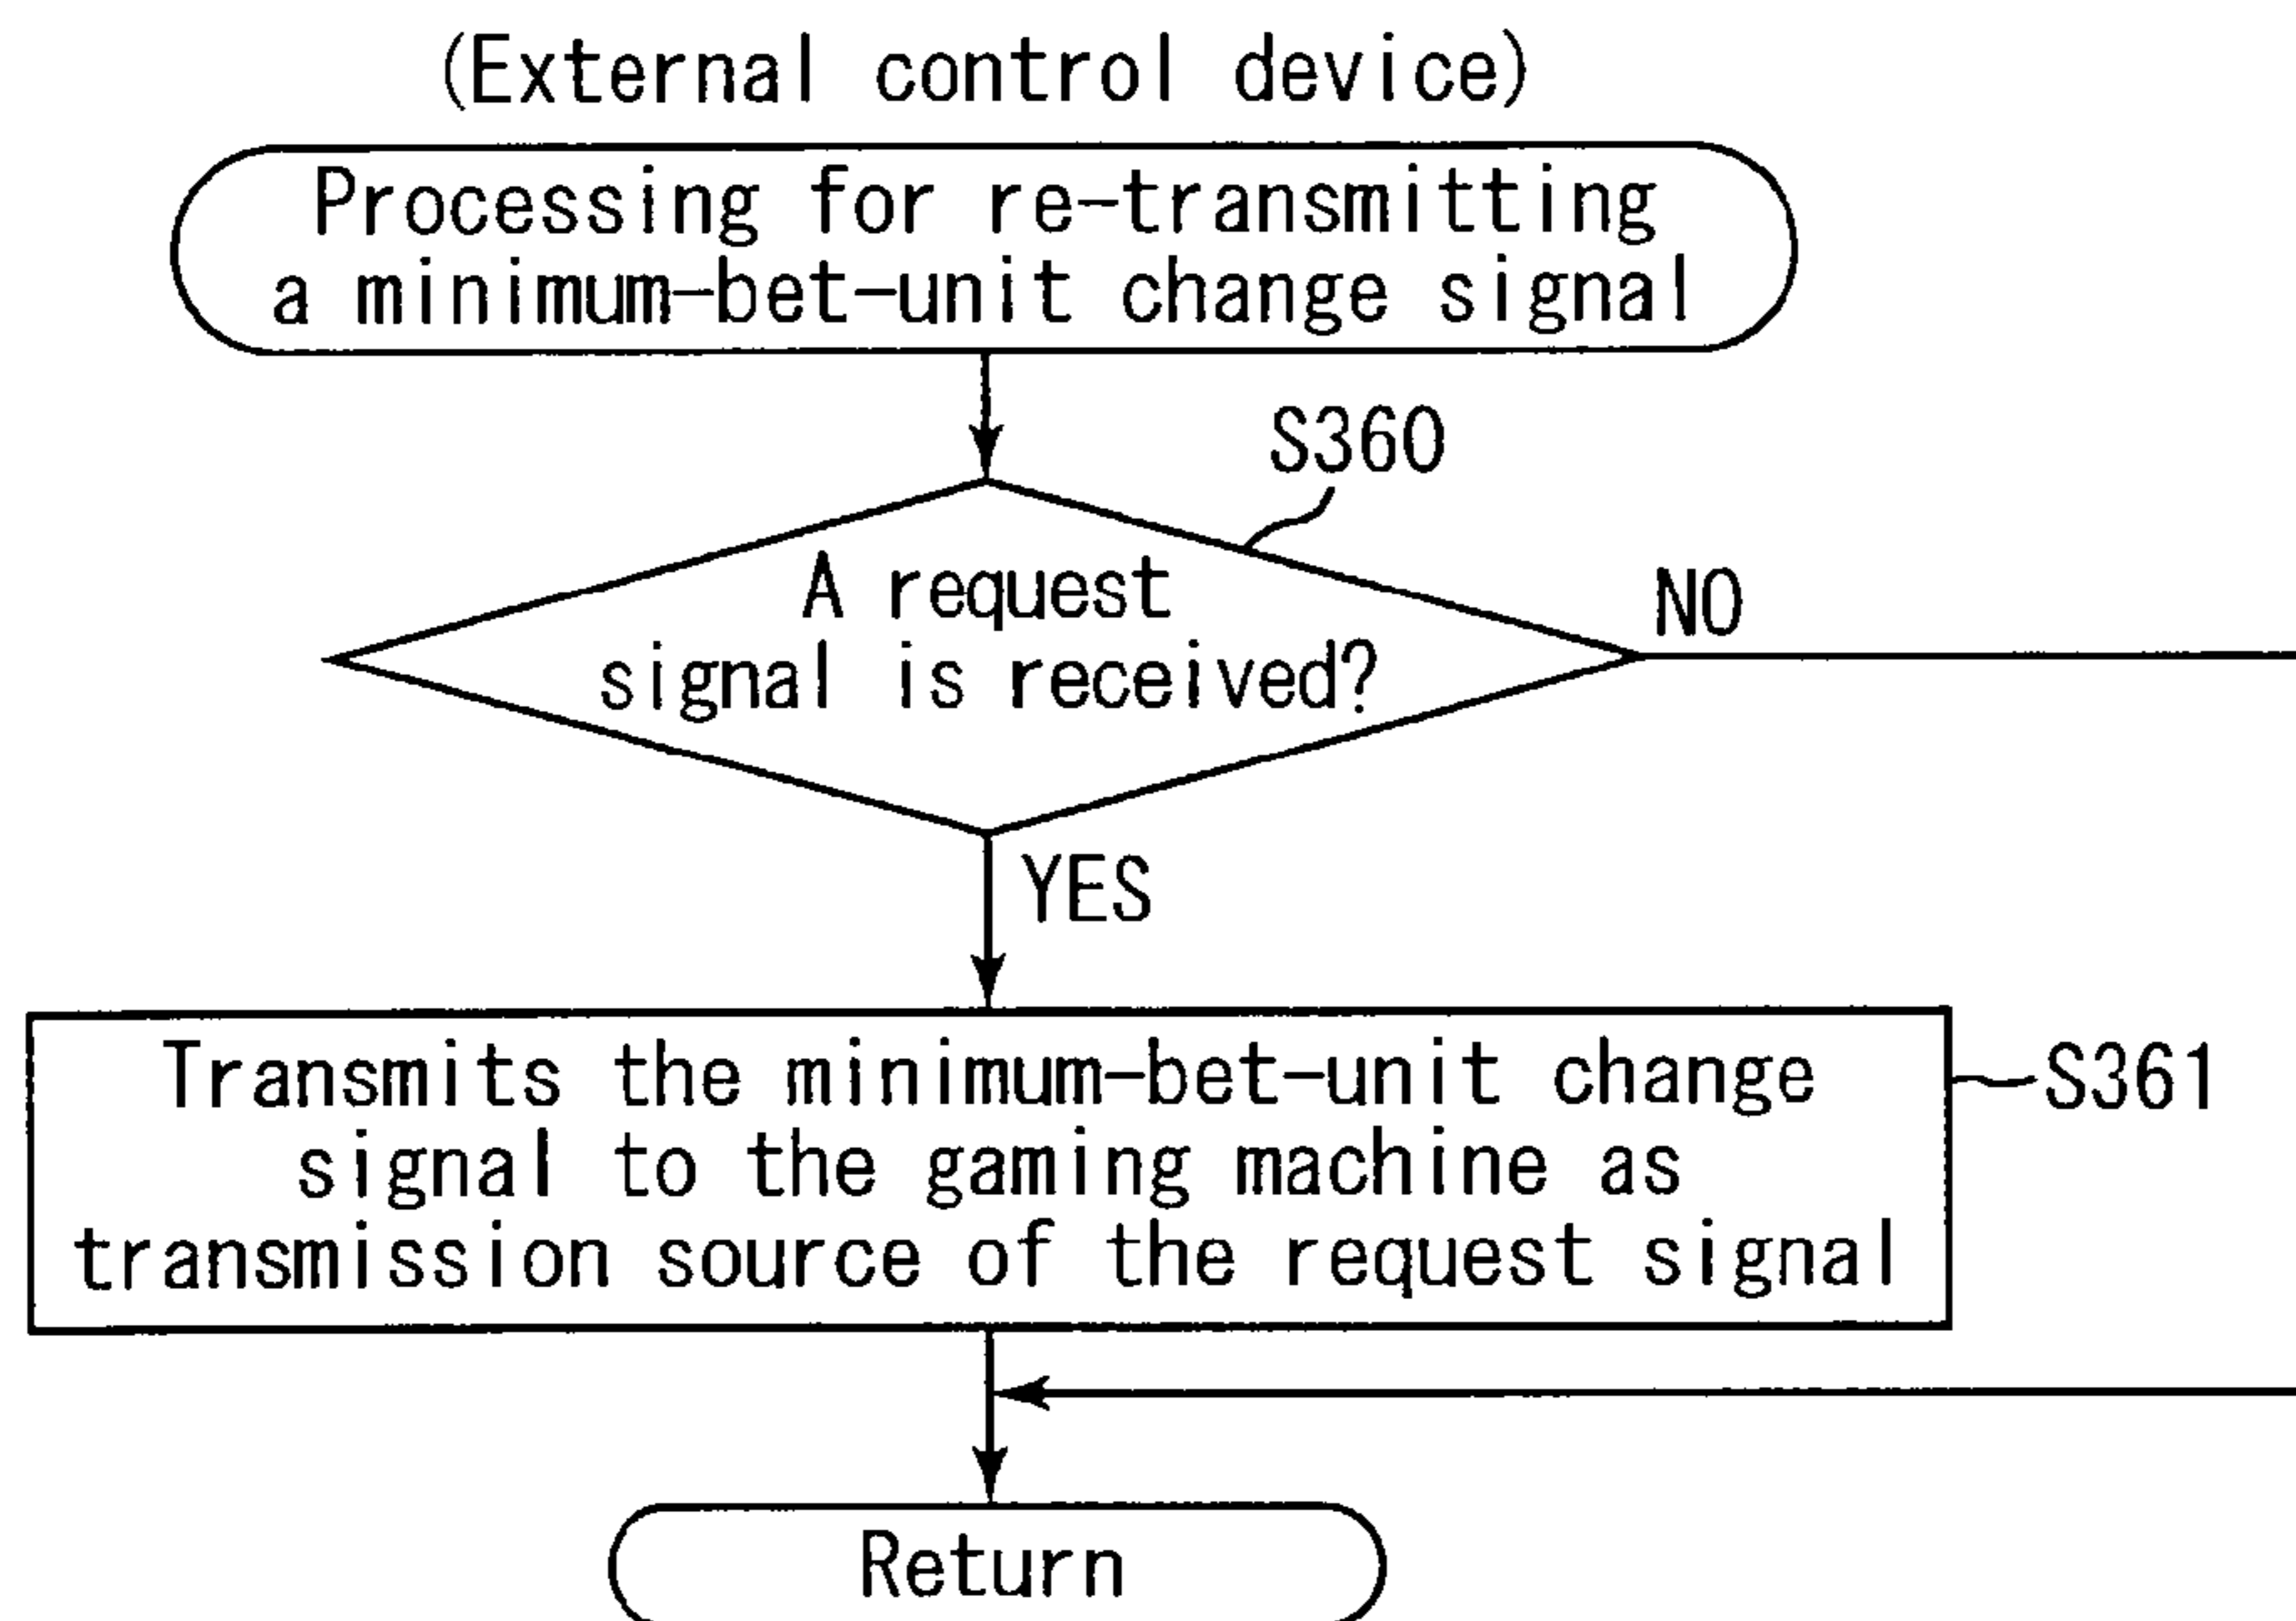 (External control device)
Processing for re-transmitting
a minimum-bet-unit change signal
S360
A request
signal is received?
NO
YES
Transmits the minimum-bet-unit change
signal to the gaming machine as
transmission source of the request signal
S361
Return